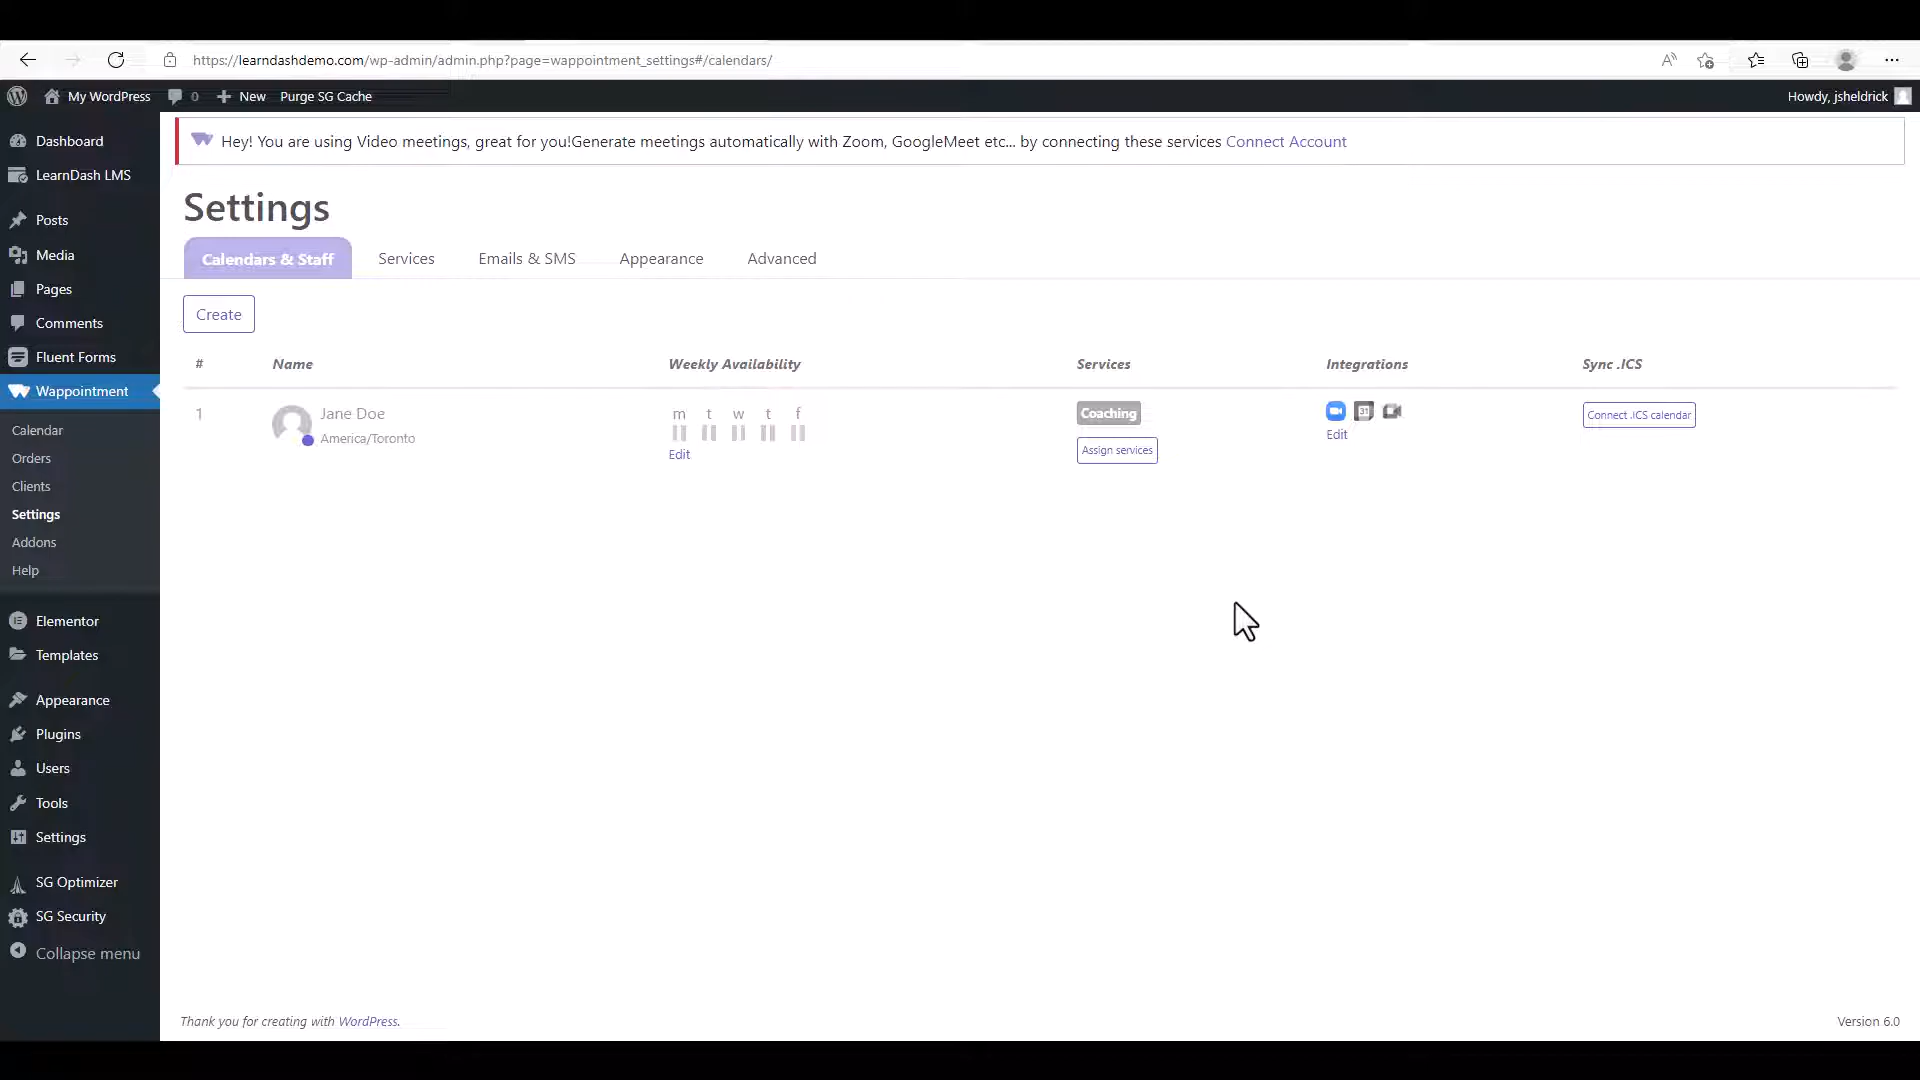 https://learndashdemo.com/wp-admin/admin.php?page=wappointment_settings#/calendars/
My WordPress 0 New Purge SG Cache Howdy, jsheldrick
Dashboard
LearnDash LMS
Posts
Media
Pages
Comments
Fluent Forms
Wappointment
Calendar
Orders
Clients
Settings
Addons
Help
Elementor
Templates
Appearance
Plugins
Users
Tools
Settings
SG Optimizer
SG Security
Collapse menu
Hey! You are using Video meetings, great for you!Generate meetings automatically with Zoom, GoogleMeet etc... by connecting these services Connect Account
Settings
Calendars & Staff Services Emails & SMS Appearance Advanced
Create
# Name Weekly Availability Services Integrations Sync .ICS
1 Jane Doe m t w t f Coaching 31 Connect .ICS calendar
America/Toronto Edit Assign services Edit
Thank you for creating with WordPress. Version 6.0